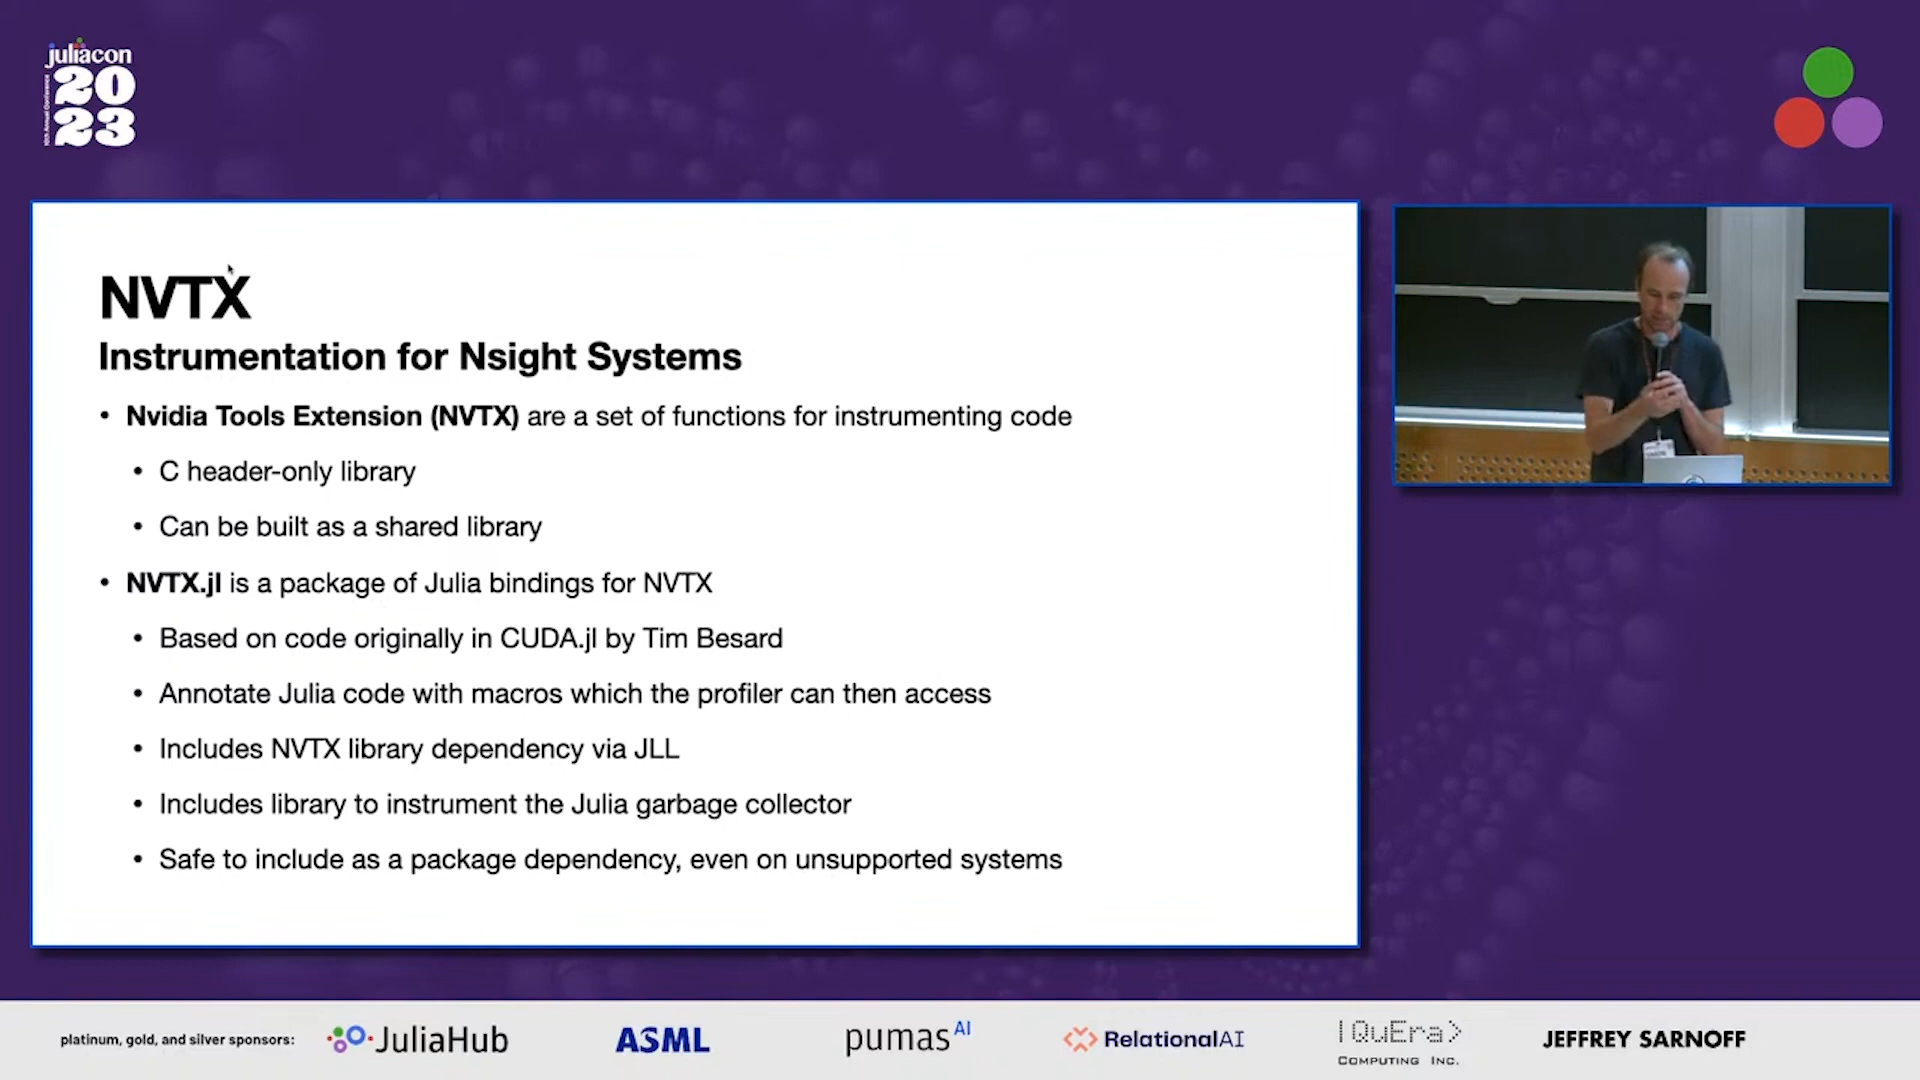 juliacon
20
23
NVTX
Instrumentation for Nsight Systems
• Nvidia Tools Extension (NVTX) are a set of functions for instrumenting code
• C header-only library
• Can be built as a shared library
• NVTX.jl is a package of Julia bindings for NVTX
• Based on code originally in CUDA.jl by Tim Besard
• Annotate Julia code with macros which the profiler can then access
• Includes NVTX library dependency via JLL
• Includes library to instrument the Julia garbage collector
• Safe to include as a package dependency, even on unsupported systems
platinum, gold, and silver sponsors:
JuliaHub
ASML
pumasAI
RelationalAI
|QuEra>
COMPUTING INC.
JEFFREY SARNOFF